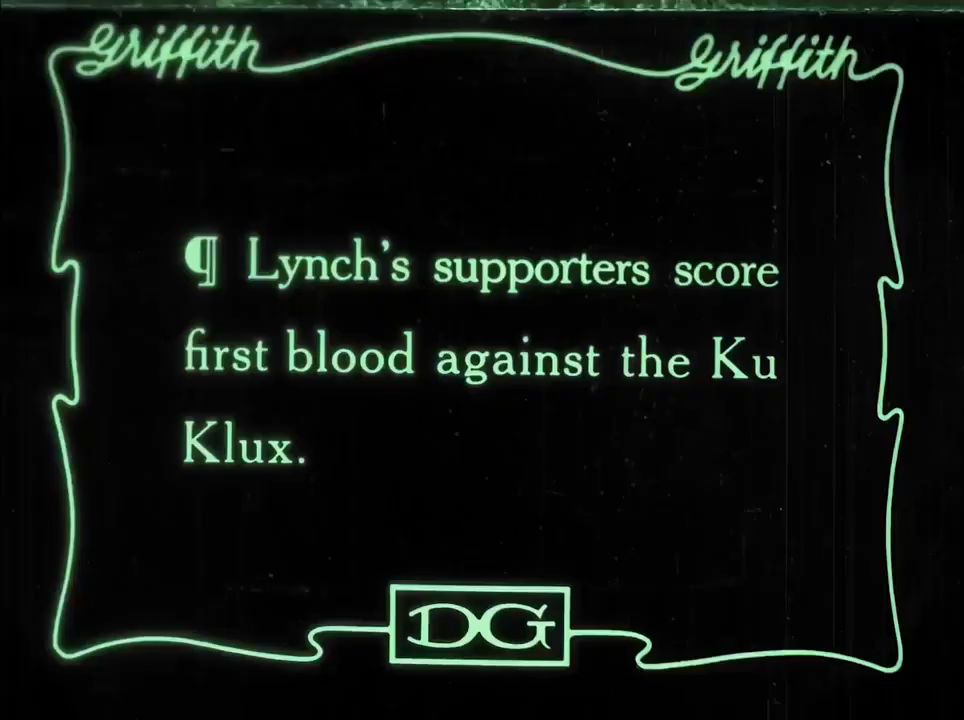 Griffith Griffith
¶ Lynch's supporters score
first blood against the Ku
Klux.
DG